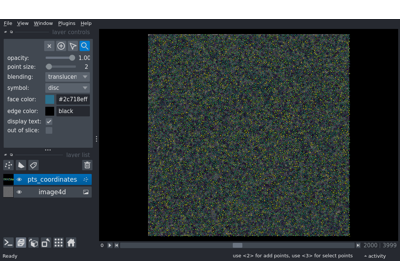 File View Window Plugins Help
layer controls
opacity: 1.00
point size: 2
blending: translucen
symbol: disc
face color: #2c718eff
edge color: black
display text:
out of slice:
layer list
pts_coordinates
image4d
0 2000 3999
Ready use <2> for add points, use <3> for select points activity